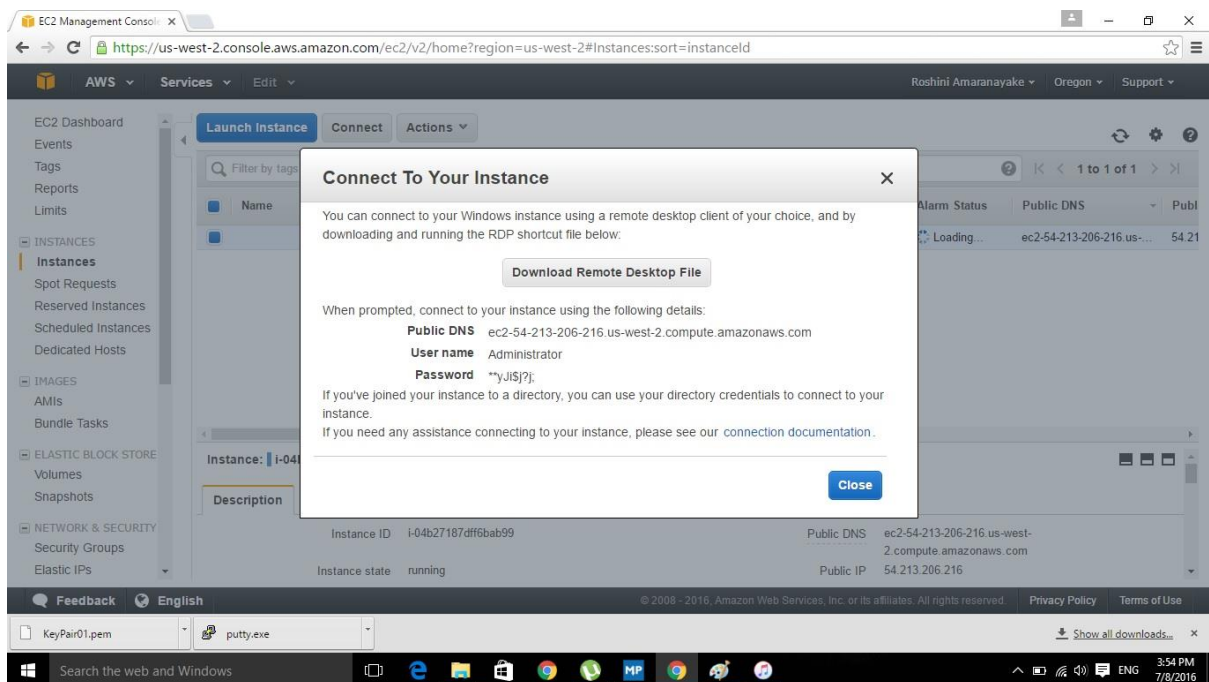 EC2 Management Consol
https://us-west-2.console.aws.amazon.com/ec2/v2/home?region=us-west-2#Instances:sort=instanceId
AWS Services Edit Roshini Amaranayake Oregon Support
EC2 Dashboard
Events
Tags
Reports
Limits
INSTANCES
Instances
Spot Requests
Reserved Instances
Scheduled Instances
Dedicated Hosts
IMAGES
AMIs
Bundle Tasks
ELASTIC BLOCK STORE
Volumes
Snapshots
NETWORK & SECURITY
Security Groups
Elastic IPs
Launch Instance Connect Actions
Filter by tags
1 to 1 of 1
Name
Alarm Status Public DNS Publ
Loading... ec2-54-213-206-216.us-... 54.21
Connect To Your Instance
You can connect to your Windows instance using a remote desktop client of your choice, and by
downloading and running the RDP shortcut file below:
Download Remote Desktop File
When prompted, connect to your instance using the following details:
Public DNS ec2-54-213-206-216.us-west-2.compute.amazonaws.com
User name Administrator
Password **yJi$j?j;
If you've joined your instance to a directory, you can use your directory credentials to connect to your
instance.
If you need any assistance connecting to your instance, please see our connection documentation.
Close
Instance: i-04
Description
Instance ID i-04b27187dff6bab99 Public DNS ec2-54-213-206-216.us-west-
2.compute.amazonaws.com
Instance state running Public IP 54.213.206.216
Feedback English © 2008 - 2016, Amazon Web Services, Inc. or its affiliates. All rights reserved. Privacy Policy Terms of Use
KeyPair01.pem putty.exe Show all downloads...
Search the web and Windows MP ENG 3:54 PM
7/8/2016